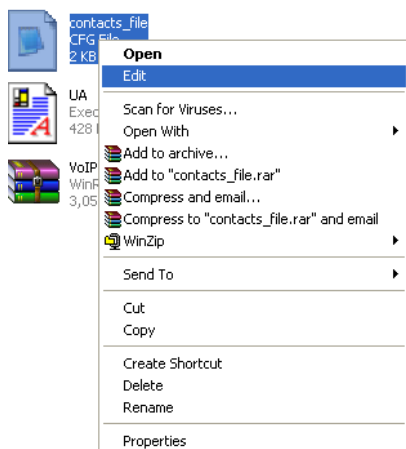 contacts_file
CFG File
2 KB
UA
428
VoIP
3,05
Open
Edit
Scan for Viruses...
Open With
Add to archive...
Add to "contacts_file.rar"
Compress and email...
Compress to "contacts_file.rar" and email
WinZip
Send To
Cut
Copy
Create Shortcut
Delete
Rename
Properties